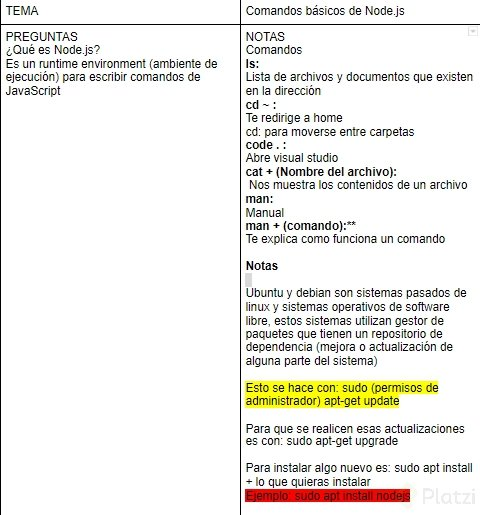 TEMA
Comandos básicos de Node.js
PREGUNTAS
¿Qué es Node.js?
Es un runtime environment (ambiente de
ejecución) para escribir comandos de
JavaScript
NOTAS
Comandos
ls:
Lista de archivos y documentos que existen
en la dirección
cd ~ :
Te redirige a home
cd: para moverse entre carpetas
code . :
Abre visual studio
cat + (Nombre del archivo):
Nos muestra los contenidos de un archivo
man:
Manual
man + (comando):**
Te explica como funciona un comando
Notas
Ubuntu y debian son sistemas pasados de
linux y sistemas operativos de software
libre, estos sistemas utilizan gestor de
paquetes que tienen un repositorio de
dependencia (mejora o actualización de
alguna parte del sistema)
Esto se hace con: sudo (permisos de
administrador) apt-get update
Para que se realicen esas actualizaciones
es con: sudo apt-get upgrade
Para instalar algo nuevo es: sudo apt install
+ lo que quieras instalar
Ejemplo: sudo apt install nodejs
Platzi